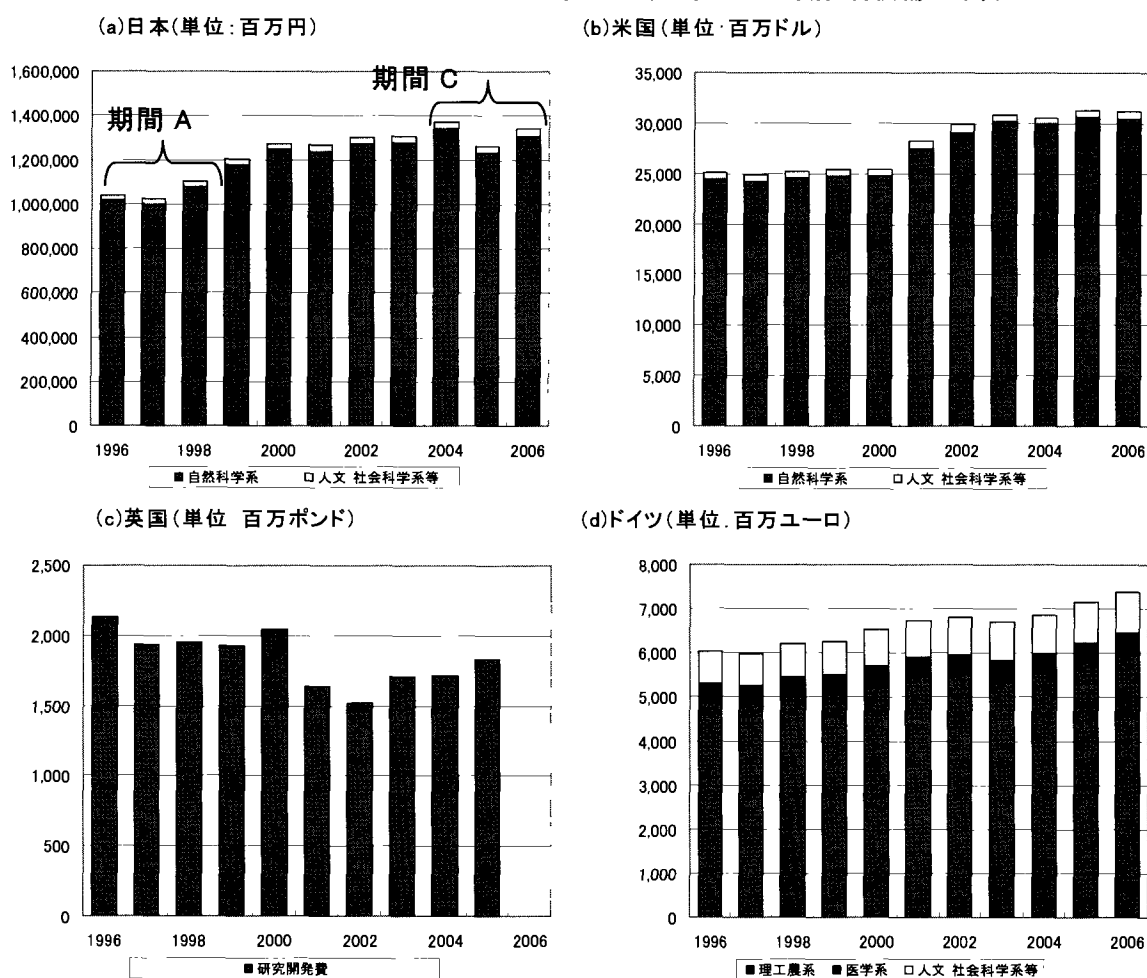 (a)日本(単位:百万円)
1,600,000
1,400,000
1,200,000
1,000,000
800,000
600,000
400,000
200,000
0
期間 A
期間 C
1996 1998 2000 2002 2004 2006
■自然科学系 □人文 社会科学系等
(b)米国(単位・百万ドル)
35,000
30,000
25,000
20,000
15,000
10,000
5,000
0
1996 1998 2000 2002 2004 2006
■自然科学系 □人文 社会科学系等
(c)英国(単位 百万ポンド)
2,500
2,000
1,500
1,000
500
0
1996 1998 2000 2002 2004 2006
■研究開発費
(d)ドイツ(単位.百万ユーロ)
8,000
7,000
6,000
5,000
4,000
3,000
2,000
1,000
0
1996 1998 2000 2002 2004 2006
■理工農系 ■医学系 □人文 社会科学系等